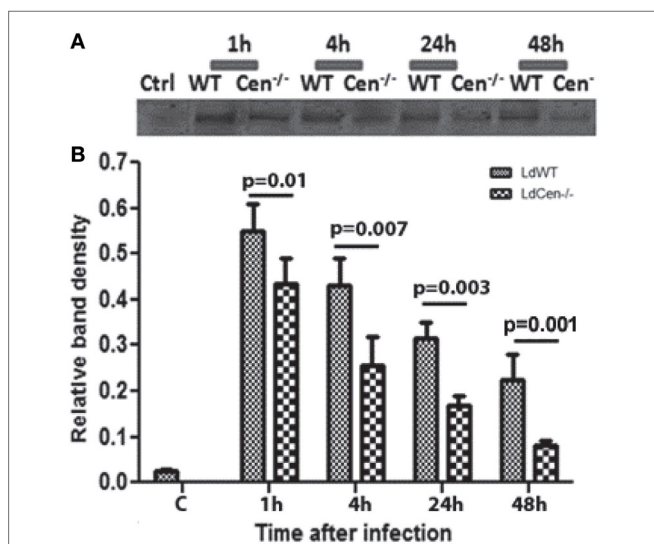 A
1h 4h 24h 48h
Ctrl WT Cen⁻/⁻ WT Cen⁻/⁻ WT Cen⁻/⁻ WT Cen⁻
B
0.7
0.6
0.5
0.4
0.3
0.2
0.1
0.0
Relative band density
LdWT
LdCen-/-
p=0.01
p=0.007
p=0.003
p=0.001
C 1h 4h 24h 48h
Time after infection